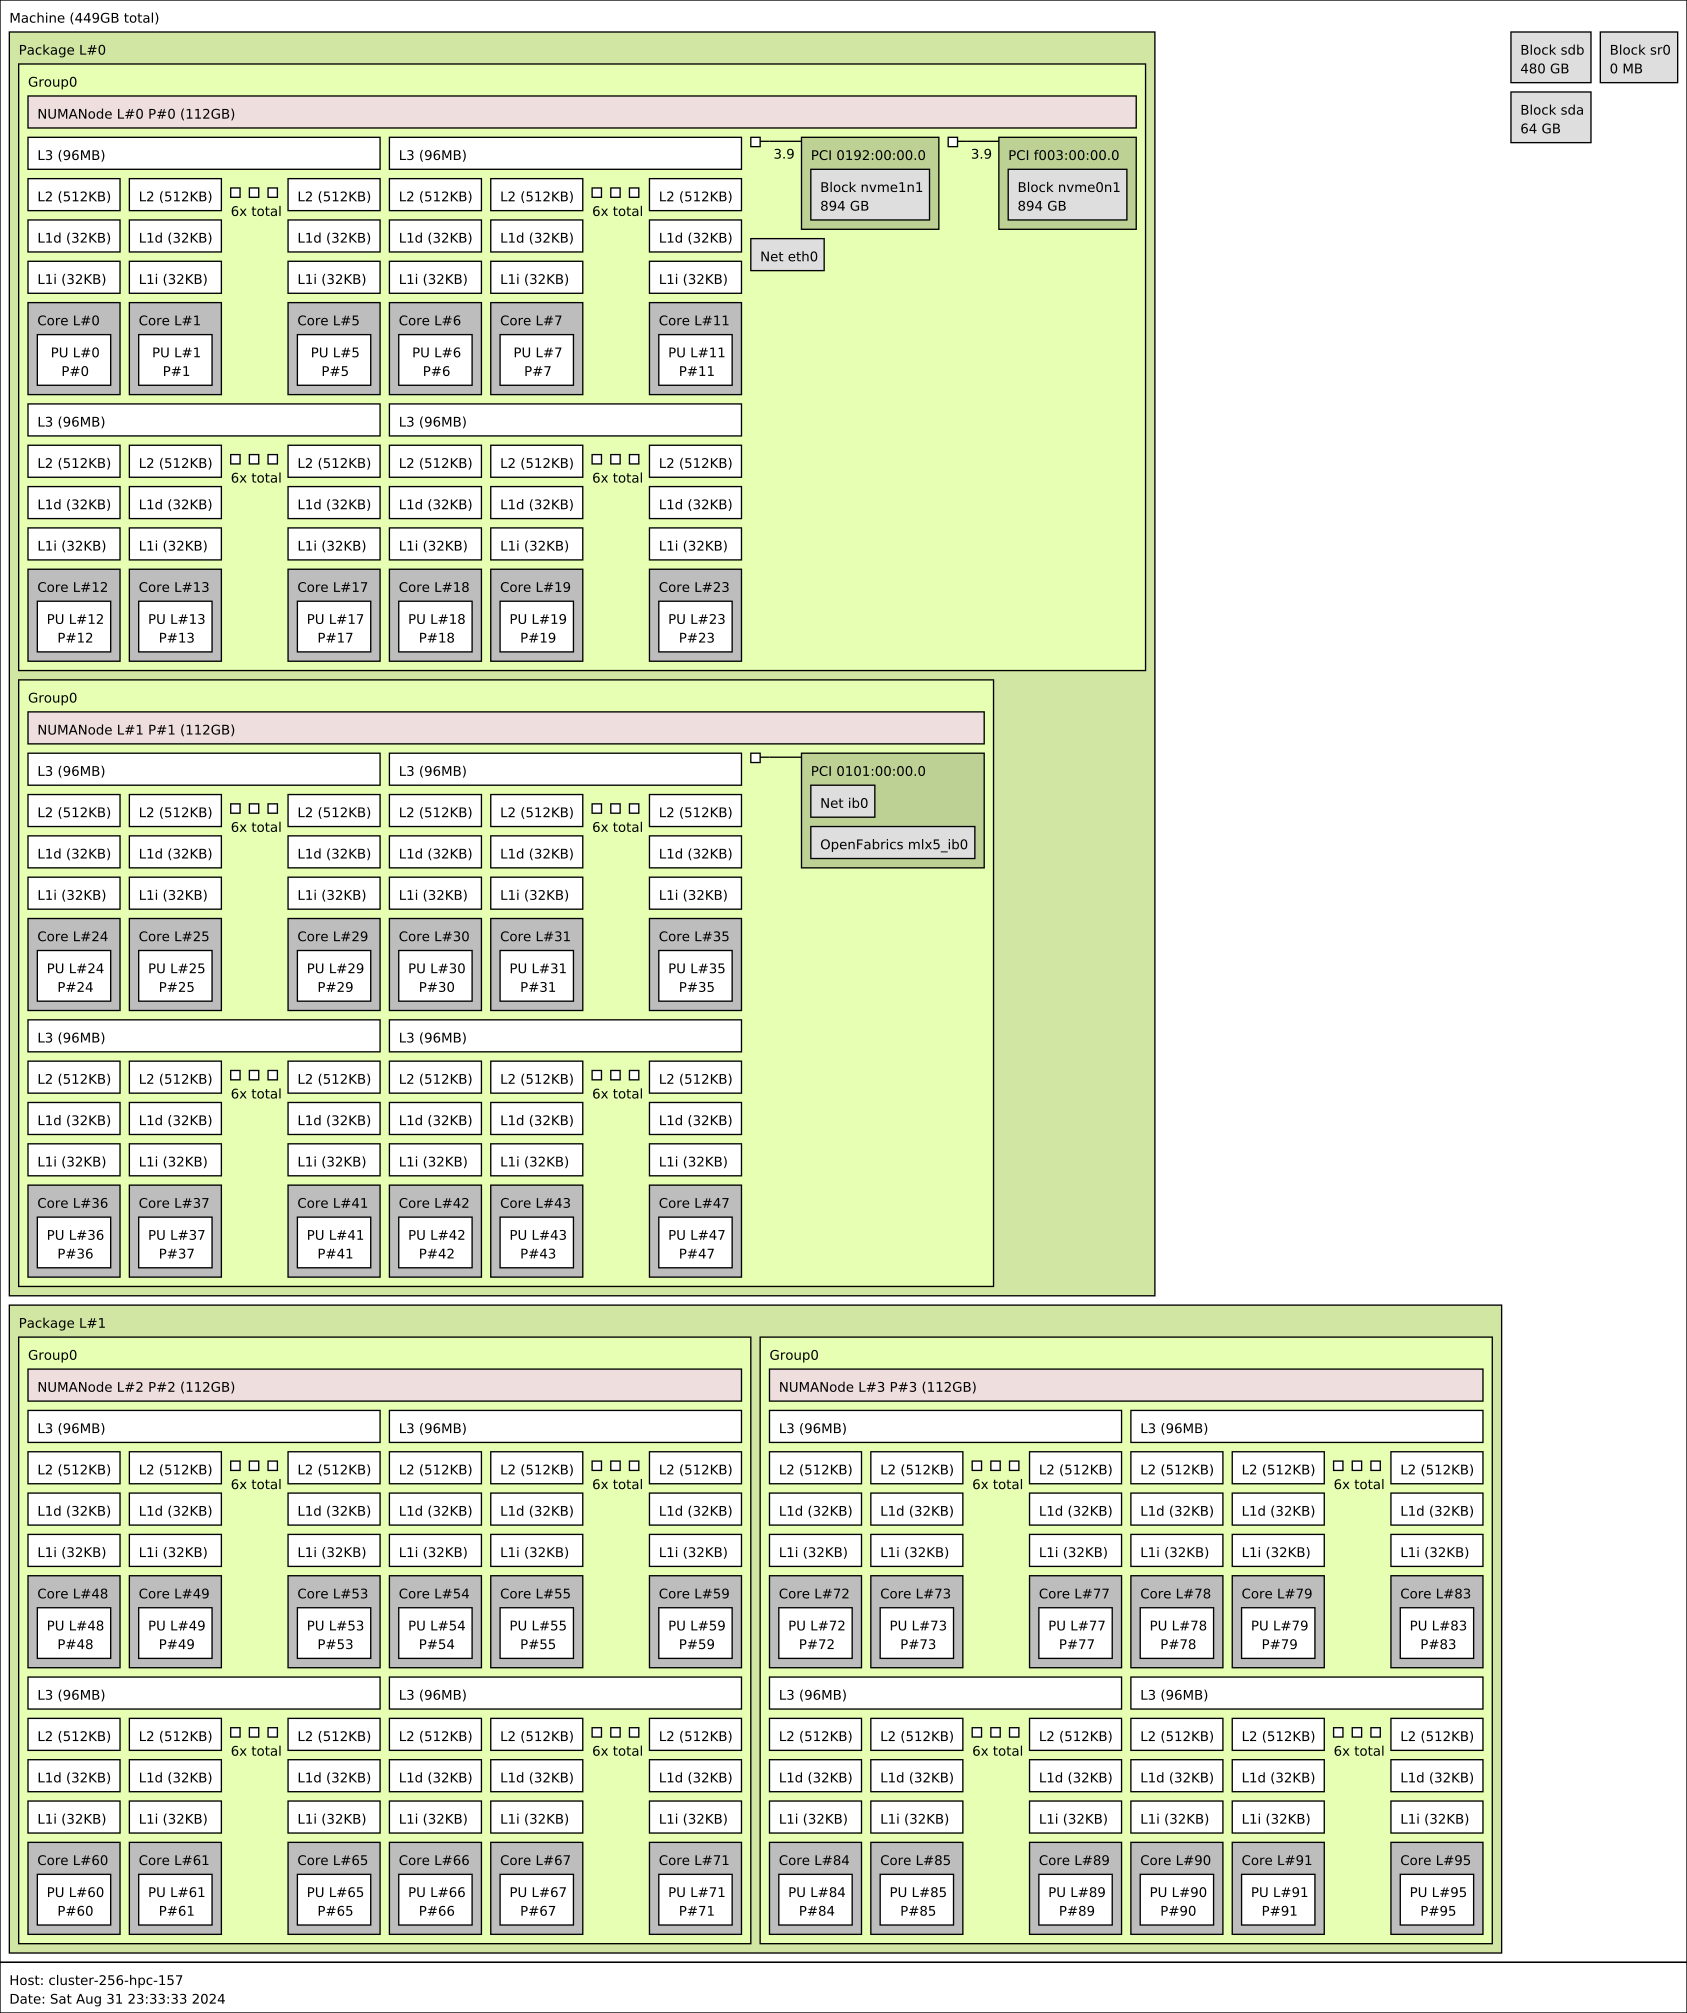 Machine (449GB total)
Package L#0
Group0
NUMANode L#0 P#0 (112GB)
L3 (96MB) L3 (96MB)
L2 (512KB) L2 (512KB) 6x total L2 (512KB) L2 (512KB) L2 (512KB) 6x total L2 (512KB)
L1d (32KB) L1d (32KB) L1d (32KB) L1d (32KB) L1d (32KB) L1d (32KB)
L1i (32KB) L1i (32KB) L1i (32KB) L1i (32KB) L1i (32KB) L1i (32KB)
Core L#0 Core L#1 Core L#5 Core L#6 Core L#7 Core L#11
PU L#0 PU L#1 PU L#5 PU L#6 PU L#7 PU L#11
P#0 P#1 P#5 P#6 P#7 P#11
L3 (96MB) L3 (96MB)
L2 (512KB) L2 (512KB) 6x total L2 (512KB) L2 (512KB) L2 (512KB) 6x total L2 (512KB)
L1d (32KB) L1d (32KB) L1d (32KB) L1d (32KB) L1d (32KB) L1d (32KB)
L1i (32KB) L1i (32KB) L1i (32KB) L1i (32KB) L1i (32KB) L1i (32KB)
Core L#12 Core L#13 Core L#17 Core L#18 Core L#19 Core L#23
PU L#12 PU L#13 PU L#17 PU L#18 PU L#19 PU L#23
P#12 P#13 P#17 P#18 P#19 P#23
3.9 PCI 0192:00:00.0
Block nvme1n1
894 GB
3.9 PCI f003:00:00.0
Block nvme0n1
894 GB
Net eth0
Group0
NUMANode L#1 P#1 (112GB)
L3 (96MB) L3 (96MB)
L2 (512KB) L2 (512KB) 6x total L2 (512KB) L2 (512KB) L2 (512KB) 6x total L2 (512KB)
L1d (32KB) L1d (32KB) L1d (32KB) L1d (32KB) L1d (32KB) L1d (32KB)
L1i (32KB) L1i (32KB) L1i (32KB) L1i (32KB) L1i (32KB) L1i (32KB)
Core L#24 Core L#25 Core L#29 Core L#30 Core L#31 Core L#35
PU L#24 PU L#25 PU L#29 PU L#30 PU L#31 PU L#35
P#24 P#25 P#29 P#30 P#31 P#35
L3 (96MB) L3 (96MB)
L2 (512KB) L2 (512KB) 6x total L2 (512KB) L2 (512KB) L2 (512KB) 6x total L2 (512KB)
L1d (32KB) L1d (32KB) L1d (32KB) L1d (32KB) L1d (32KB) L1d (32KB)
L1i (32KB) L1i (32KB) L1i (32KB) L1i (32KB) L1i (32KB) L1i (32KB)
Core L#36 Core L#37 Core L#41 Core L#42 Core L#43 Core L#47
PU L#36 PU L#37 PU L#41 PU L#42 PU L#43 PU L#47
P#36 P#37 P#41 P#42 P#43 P#47
PCI 0101:00:00.0
Net ib0
OpenFabrics mlx5_ib0
Package L#1
Group0
NUMANode L#2 P#2 (112GB)
L3 (96MB) L3 (96MB)
L2 (512KB) L2 (512KB) 6x total L2 (512KB) L2 (512KB) L2 (512KB) 6x total L2 (512KB)
L1d (32KB) L1d (32KB) L1d (32KB) L1d (32KB) L1d (32KB) L1d (32KB)
L1i (32KB) L1i (32KB) L1i (32KB) L1i (32KB) L1i (32KB) L1i (32KB)
Core L#48 Core L#49 Core L#53 Core L#54 Core L#55 Core L#59
PU L#48 PU L#49 PU L#53 PU L#54 PU L#55 PU L#59
P#48 P#49 P#53 P#54 P#55 P#59
L3 (96MB) L3 (96MB)
L2 (512KB) L2 (512KB) 6x total L2 (512KB) L2 (512KB) L2 (512KB) 6x total L2 (512KB)
L1d (32KB) L1d (32KB) L1d (32KB) L1d (32KB) L1d (32KB) L1d (32KB)
L1i (32KB) L1i (32KB) L1i (32KB) L1i (32KB) L1i (32KB) L1i (32KB)
Core L#60 Core L#61 Core L#65 Core L#66 Core L#67 Core L#71
PU L#60 PU L#61 PU L#65 PU L#66 PU L#67 PU L#71
P#60 P#61 P#65 P#66 P#67 P#71
Group0
NUMANode L#3 P#3 (112GB)
L3 (96MB) L3 (96MB)
L2 (512KB) L2 (512KB) 6x total L2 (512KB) L2 (512KB) L2 (512KB) 6x total L2 (512KB)
L1d (32KB) L1d (32KB) L1d (32KB) L1d (32KB) L1d (32KB) L1d (32KB)
L1i (32KB) L1i (32KB) L1i (32KB) L1i (32KB) L1i (32KB) L1i (32KB)
Core L#72 Core L#73 Core L#77 Core L#78 Core L#79 Core L#83
PU L#72 PU L#73 PU L#77 PU L#78 PU L#79 PU L#83
P#72 P#73 P#77 P#78 P#79 P#83
L3 (96MB) L3 (96MB)
L2 (512KB) L2 (512KB) 6x total L2 (512KB) L2 (512KB) L2 (512KB) 6x total L2 (512KB)
L1d (32KB) L1d (32KB) L1d (32KB) L1d (32KB) L1d (32KB) L1d (32KB)
L1i (32KB) L1i (32KB) L1i (32KB) L1i (32KB) L1i (32KB) L1i (32KB)
Core L#84 Core L#85 Core L#89 Core L#90 Core L#91 Core L#95
PU L#84 PU L#85 PU L#89 PU L#90 PU L#91 PU L#95
P#84 P#85 P#89 P#90 P#91 P#95
Block sdb
480 GB
Block sr0
0 MB
Block sda
64 GB
Host: cluster-256-hpc-157
Date: Sat Aug 31 23:33:33 2024